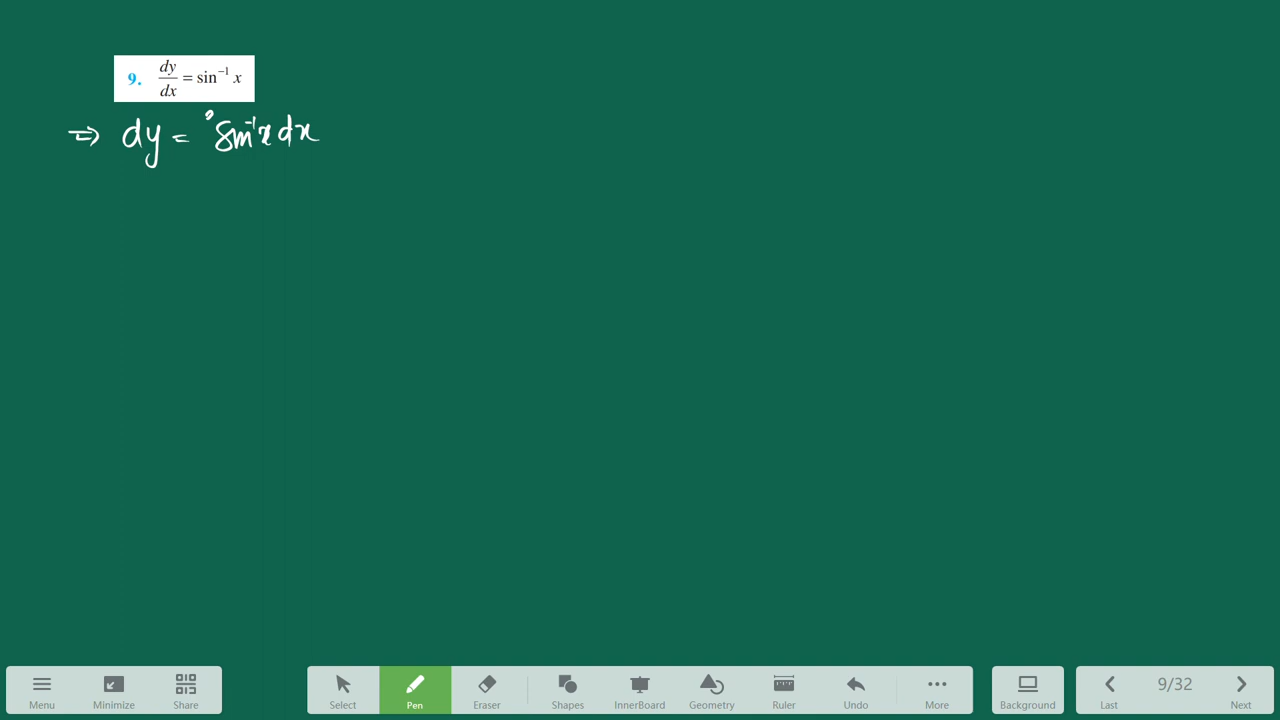 9. dy/dx = sin⁻¹ x
⇒ dy = sin⁻¹x dx
Menu Minimize Share Select Pen Eraser Shapes InnerBoard Geometry Ruler Undo More Background Last 9/32 Next